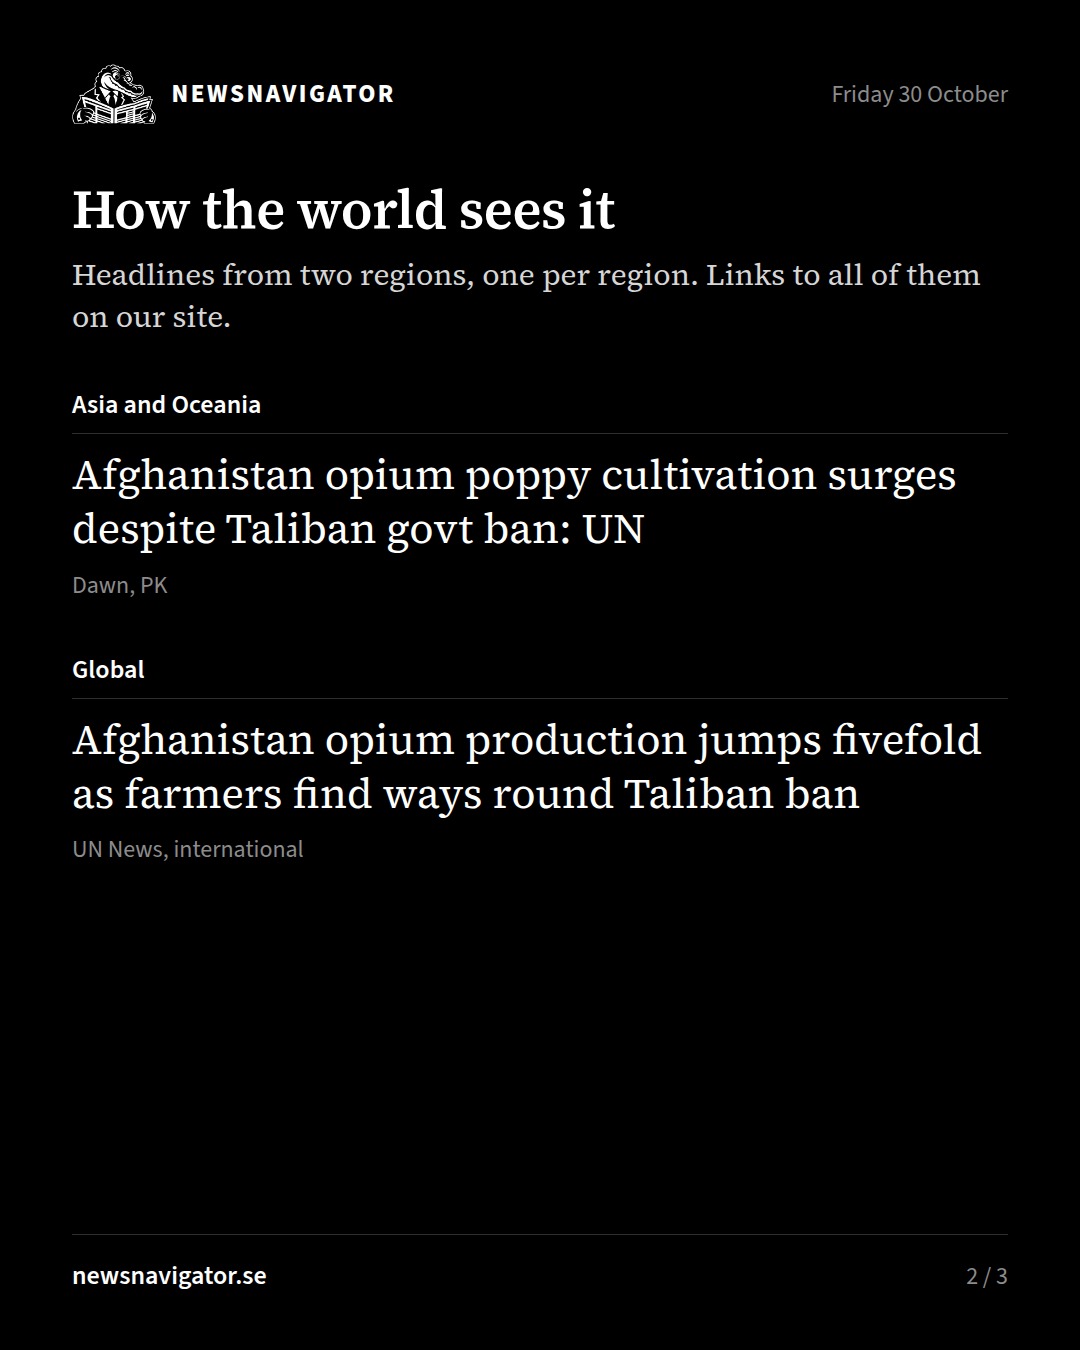 NEWSNAVIGATOR
Friday 30 October
How the world sees it
Headlines from two regions, one per region. Links to all of them
on our site.
Asia and Oceania
Afghanistan opium poppy cultivation surges
despite Taliban govt ban: UN
Dawn, PK
Global
Afghanistan opium production jumps fivefold
as farmers find ways round Taliban ban
UN News, international
newsnavigator.se
2 / 3